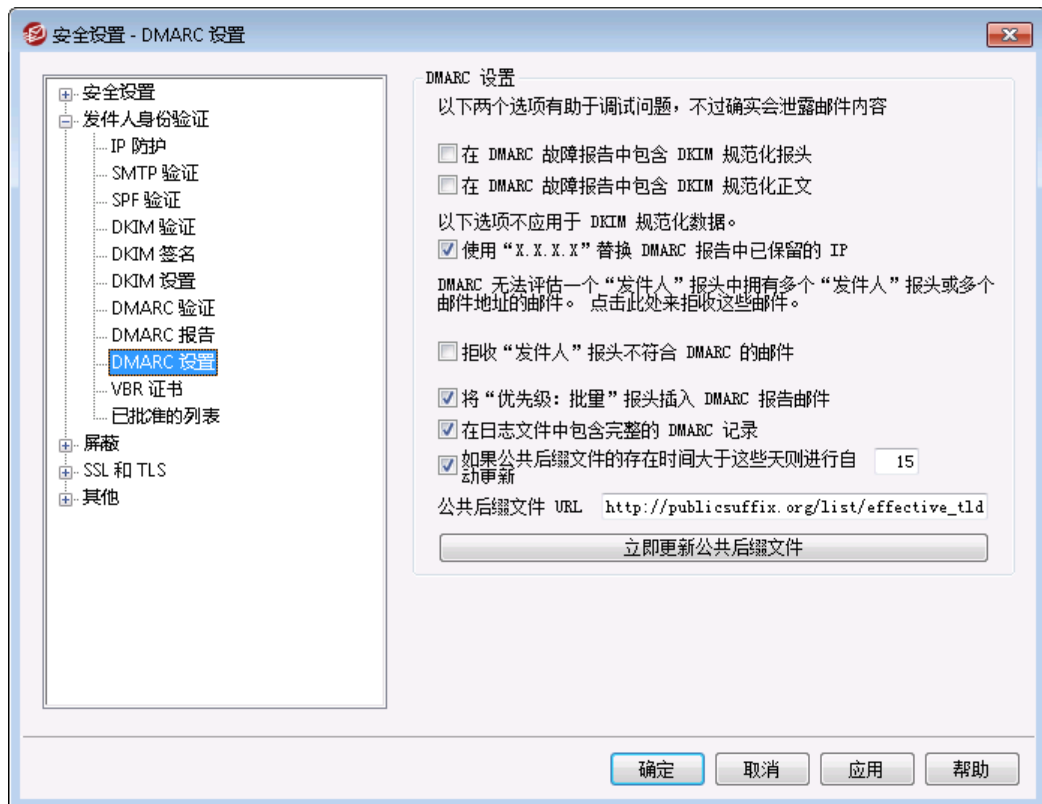 安全设置 - DMARC 设置
安全设置
发件人身份验证
IP 防护
SMTP 验证
SPF 验证
DKIM 验证
DKIM 签名
DKIM 设置
DMARC 验证
DMARC 报告
DMARC 设置
VBR 证书
已批准的列表
屏蔽
SSL 和 TLS
其他
DMARC 设置
以下两个选项有助于调试问题，不过确实会泄露邮件内容
在 DMARC 故障报告中包含 DKIM 规范化报头
在 DMARC 故障报告中包含 DKIM 规范化正文
以下选项不应用于 DKIM 规范化数据。
使用“X.X.X.X”替换 DMARC 报告中已保留的 IP
DMARC 无法评估一个“发件人”报头中拥有多个“发件人”报头或多个
邮件地址的邮件。 点击此处来拒收这些邮件。
拒收“发件人”报头不符合 DMARC 的邮件
将“优先级：批量”报头插入 DMARC 报告邮件
在日志文件中包含完整的 DMARC 记录
如果公共后缀文件的存在时间大于这些天则进行自
动更新
15
公共后缀文件 URL http://publicsuffix.org/list/effective_tld
立即更新公共后缀文件
确定 取消 应用 帮助